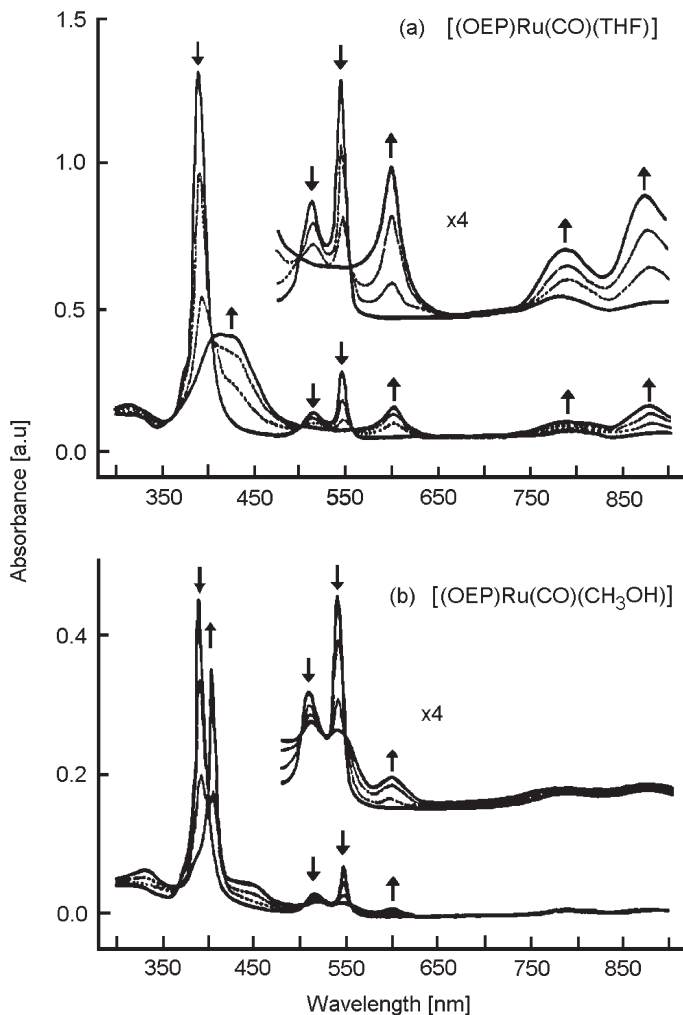 1.5
(a) [(OEP)Ru(CO)(THF)]
1.0
x4
0.5
0.0
350 450 550 650 750 850
Absorbance [a.u]
(b) [(OEP)Ru(CO)(CH₃OH)]
0.4
x4
0.2
0.0
350 450 550 650 750 850
Wavelength [nm]